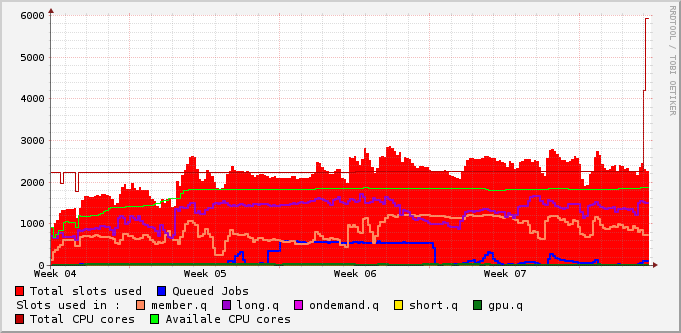 6000
5000
4000
3000
2000
1000
0
Week 04 Week 05 Week 06 Week 07
RRDTOOL / TOBI OETIKER
Total slots used Queued Jobs
Slots used in : member.q long.q ondemand.q short.q gpu.q
Total CPU cores Availale CPU cores